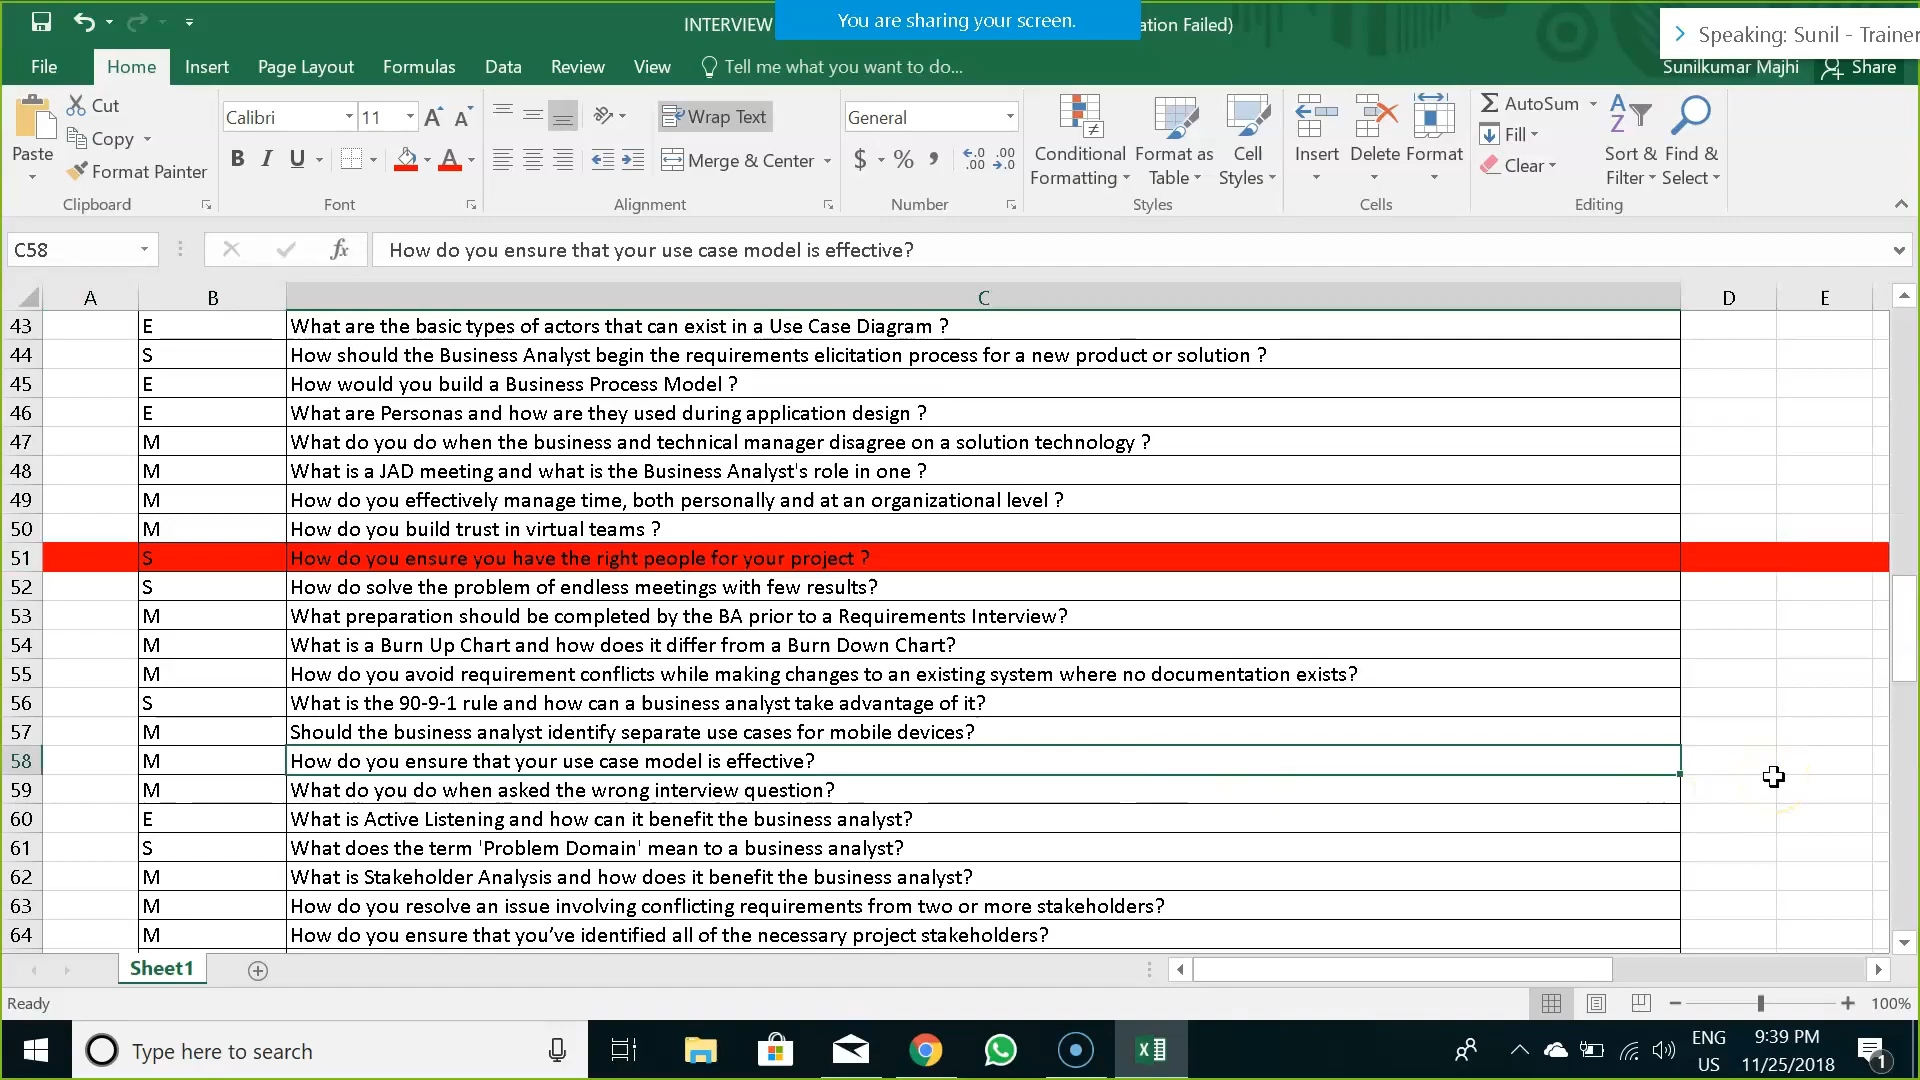 INTERVIEW
You are sharing your screen.
ation Failed)
Speaking: Sunil - Trainer
File Home Insert Page Layout Formulas Data Review View Tell me what you want to do...
Sunilkumar Majhi Share
Paste Cut Copy Format Painter
Clipboard
Calibri 11
B I U
Font
Wrap Text
Merge & Center
Alignment
General
$ % ,
Number
Conditional Formatting Format as Table Cell Styles
Styles
Insert Delete Format
Cells
AutoSum Fill Clear
Sort & Filter Find & Select
Editing
C58 fx How do you ensure that your use case model is effective?
A B C D E
43 E What are the basic types of actors that can exist in a Use Case Diagram ?
44 S How should the Business Analyst begin the requirements elicitation process for a new product or solution ?
45 E How would you build a Business Process Model ?
46 E What are Personas and how are they used during application design ?
47 M What do you do when the business and technical manager disagree on a solution technology ?
48 M What is a JAD meeting and what is the Business Analyst's role in one ?
49 M How do you effectively manage time, both personally and at an organizational level ?
50 M How do you build trust in virtual teams ?
51 S How do you ensure you have the right people for your project ?
52 S How do solve the problem of endless meetings with few results?
53 M What preparation should be completed by the BA prior to a Requirements Interview?
54 M What is a Burn Up Chart and how does it differ from a Burn Down Chart?
55 M How do you avoid requirement conflicts while making changes to an existing system where no documentation exists?
56 S What is the 90-9-1 rule and how can a business analyst take advantage of it?
57 M Should the business analyst identify separate use cases for mobile devices?
58 M How do you ensure that your use case model is effective?
59 M What do you do when asked the wrong interview question?
60 E What is Active Listening and how can it benefit the business analyst?
61 S What does the term 'Problem Domain' mean to a business analyst?
62 M What is Stakeholder Analysis and how does it benefit the business analyst?
63 M How do you resolve an issue involving conflicting requirements from two or more stakeholders?
64 M How do you ensure that you’ve identified all of the necessary project stakeholders?
Sheet1
Ready
100%
Type here to search
ENG
US
9:39 PM
11/25/2018
1